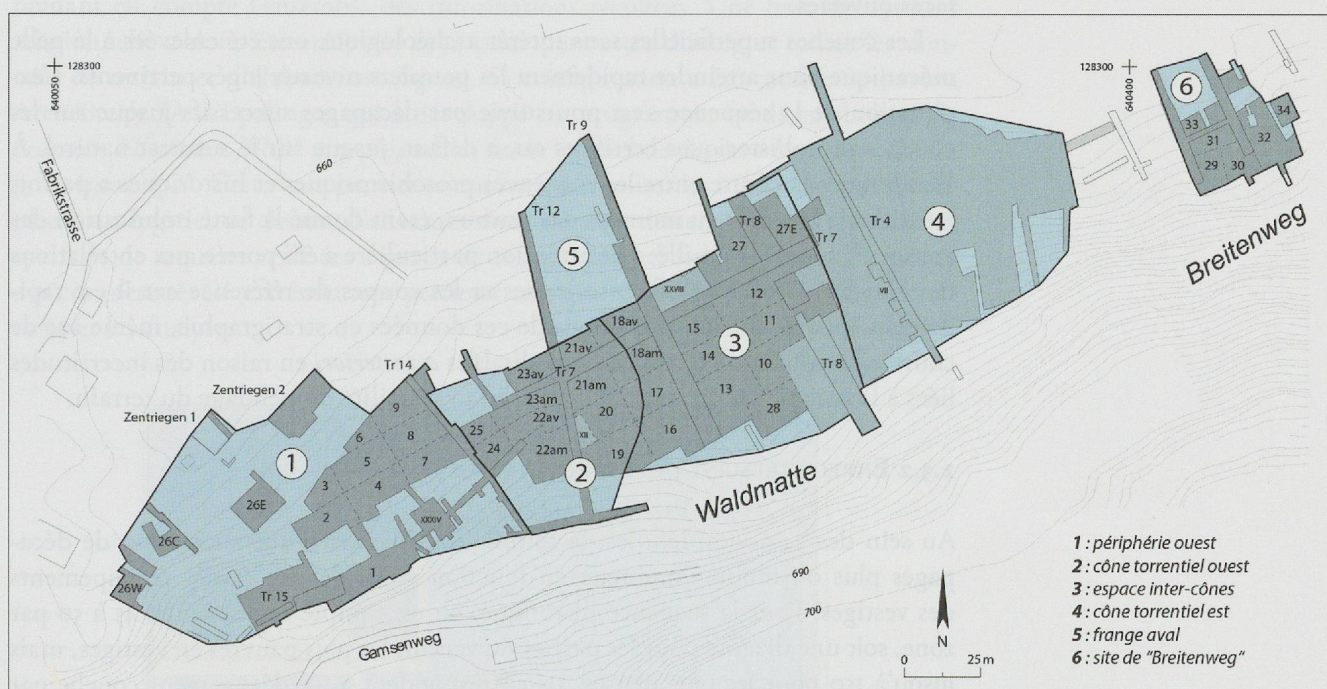 128300
640050
Fabrikstrasse
660
Tr 9
Tr 12
5
128300
640400
6
33
31
34
32
29
30
Breitenweg
Tr 8
27
27E
Tr 7
Tr 4
4
VII
XXVIII
12
15
3
11
14
10
Tr 8
13
28
18av
18am
21av
Tr 7
23av
21am
23am
22av
20
17
XII
16
22am
19
2
25
24
Tr 14
Zentriegen 2
Zentriegen 1
9
6
8
1
5
7
3
4
26E
2
XXXIV
26C
26W
1
Tr 15
Waldmatte
Gamsenweg
690
700
N
0 25 m
1 : périphérie ouest
2 : cône torrentiel ouest
3 : espace inter-cônes
4 : cône torrentiel est
5 : frange aval
6 : site de "Breitenweg"